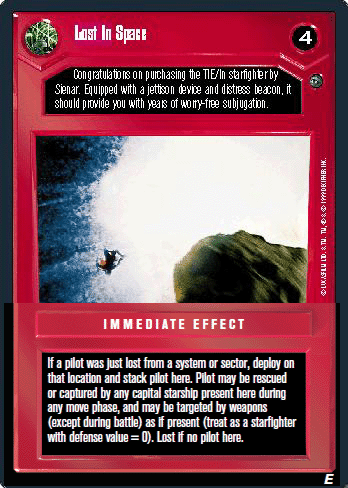 Lost In Space
4
Congratulations on purchasing the TIE/ln starfighter by
Sienar. Equipped with a jettison device and distress beacon, it
should provide you with years of worry-free subjugation.
IMMEDIATE EFFECT
If a pilot was just lost from a system or sector, deploy on
that location and stack pilot here. Pilot may be rescued
or captured by any capital starship present here during
any move phase, and may be targeted by weapons
(except during battle) as if present (treat as a starfighter
with defense value = 0). Lost if no pilot here.
E